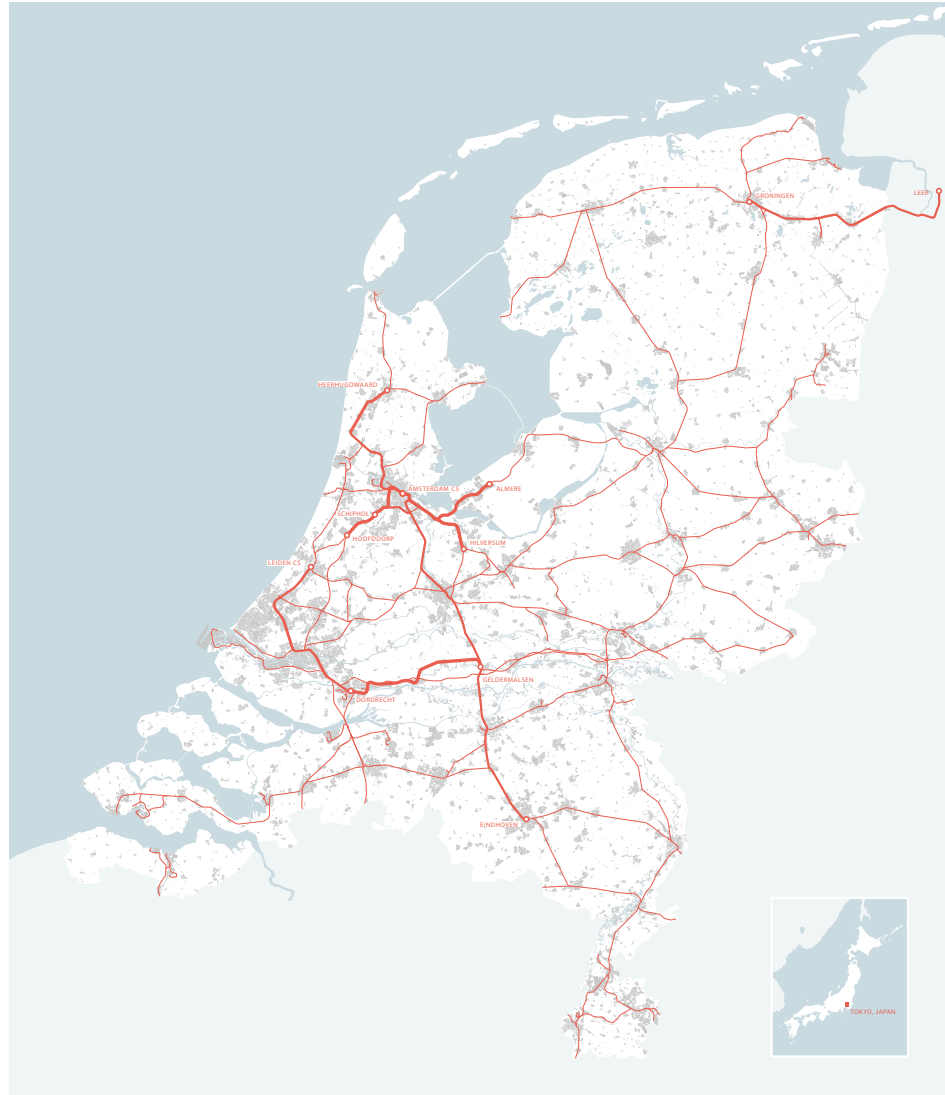 LEER
GRONINGEN
HEERHUGOWAARD
AMSTERDAM CS
ALMERE
SCHIPHOL
HOOFDDORP
HILVERSUM
LEIDEN CS
GELDERMALSEN
DORDRECHT
EINDHOVEN
TOKYO, JAPAN